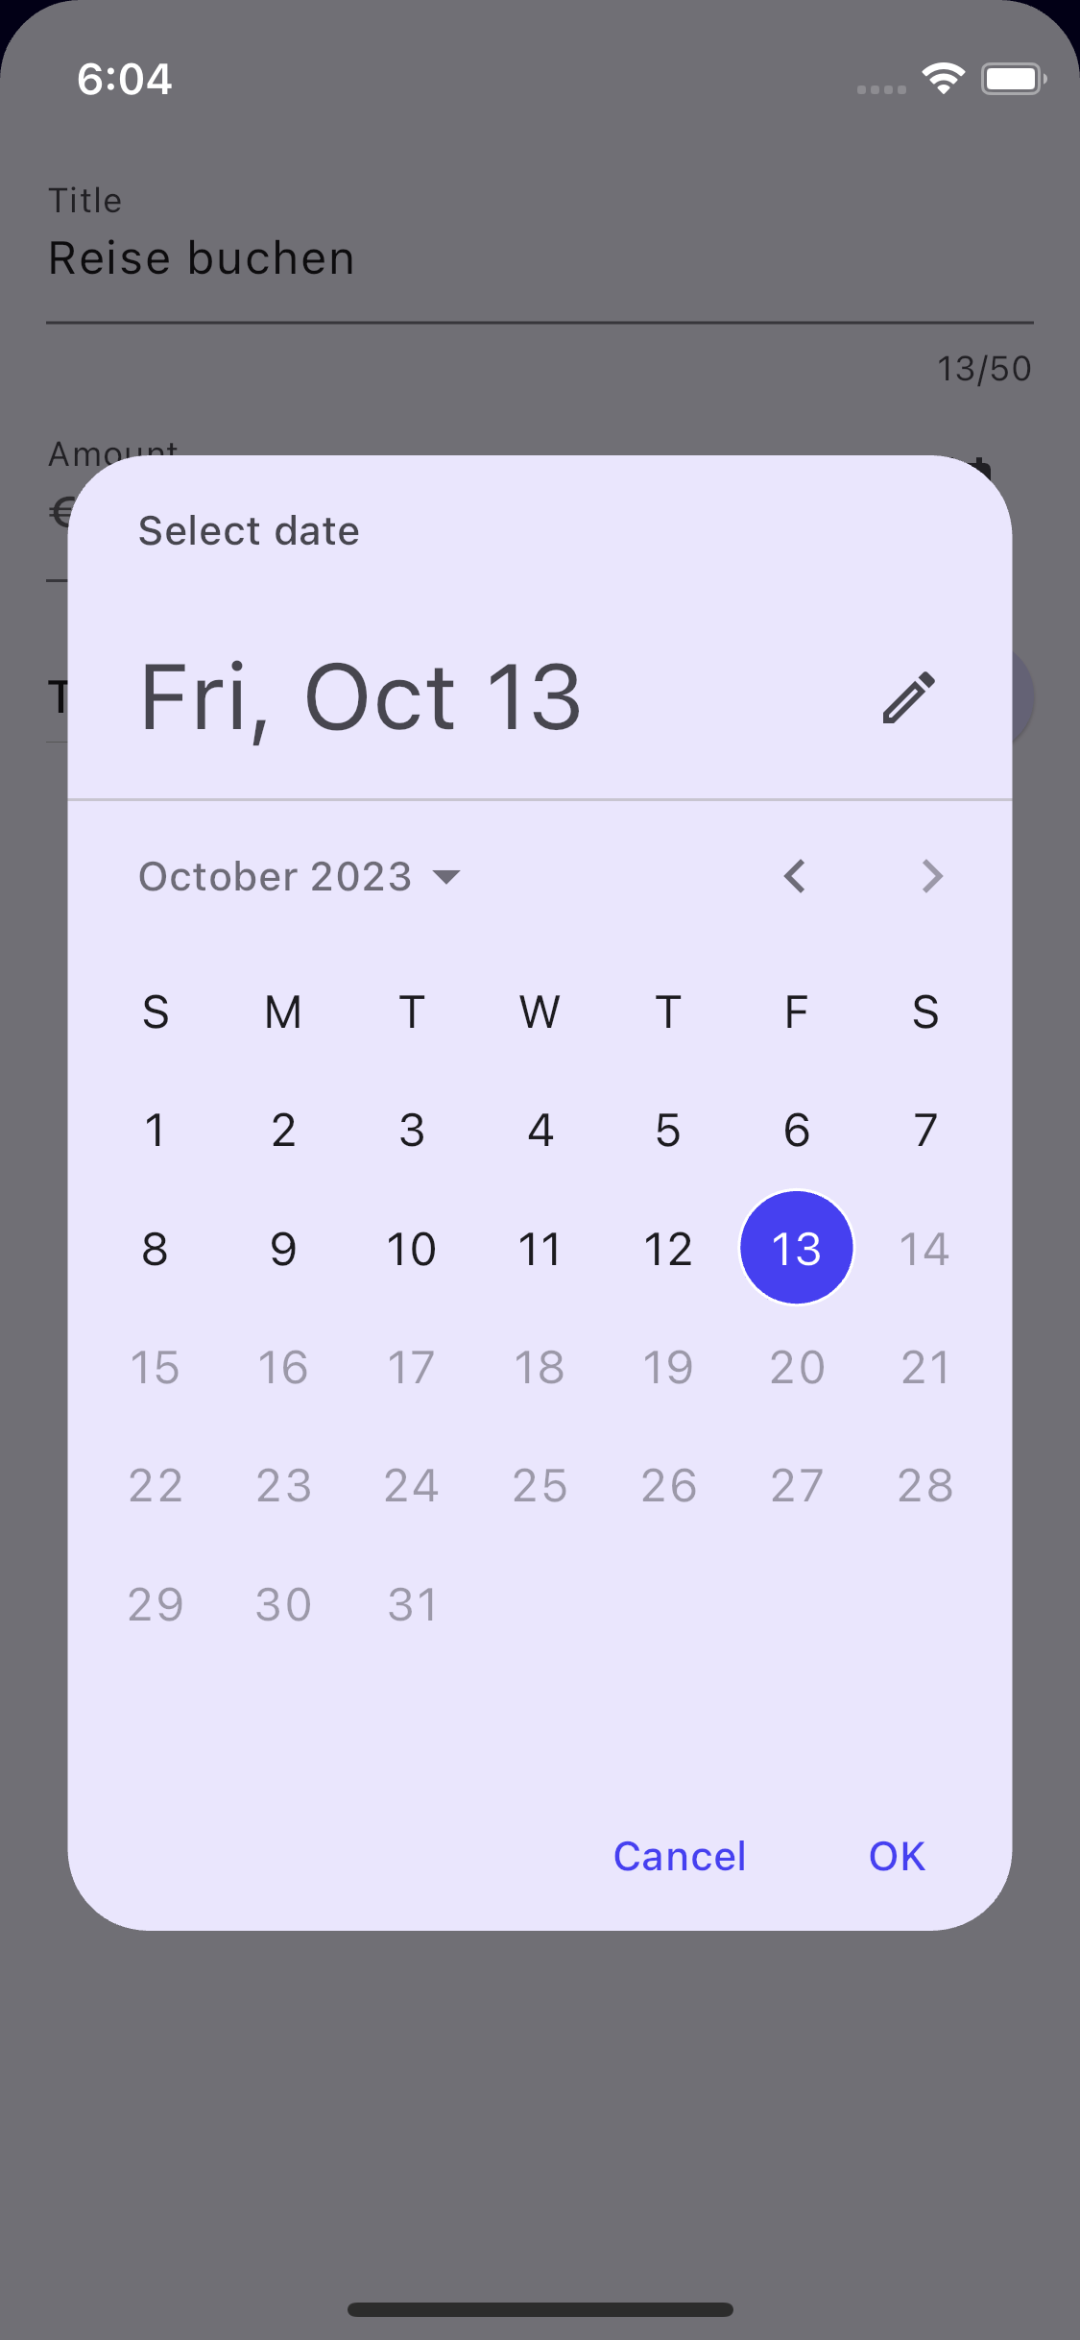 6:04
Title
Reise buchen
13/50
Amount
€
Select date
Fri, Oct 13
T
October 2023
S M T W T F S
1 2 3 4 5 6 7
8 9 10 11 12 13 14
15 16 17 18 19 20 21
22 23 24 25 26 27 28
29 30 31
Cancel OK